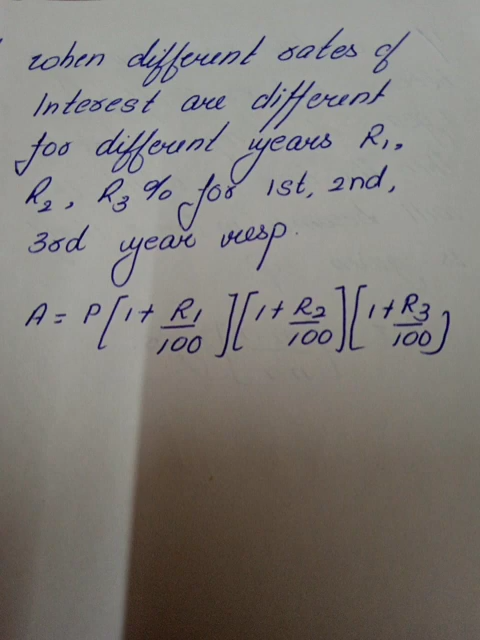 when different rates of
Interest are different
for different years R₁,
R₂, R₃ % for 1st, 2nd,
3rd year resp.
A = P [1 + R₁/100] [1 + R₂/100] [1 + R₃/100]